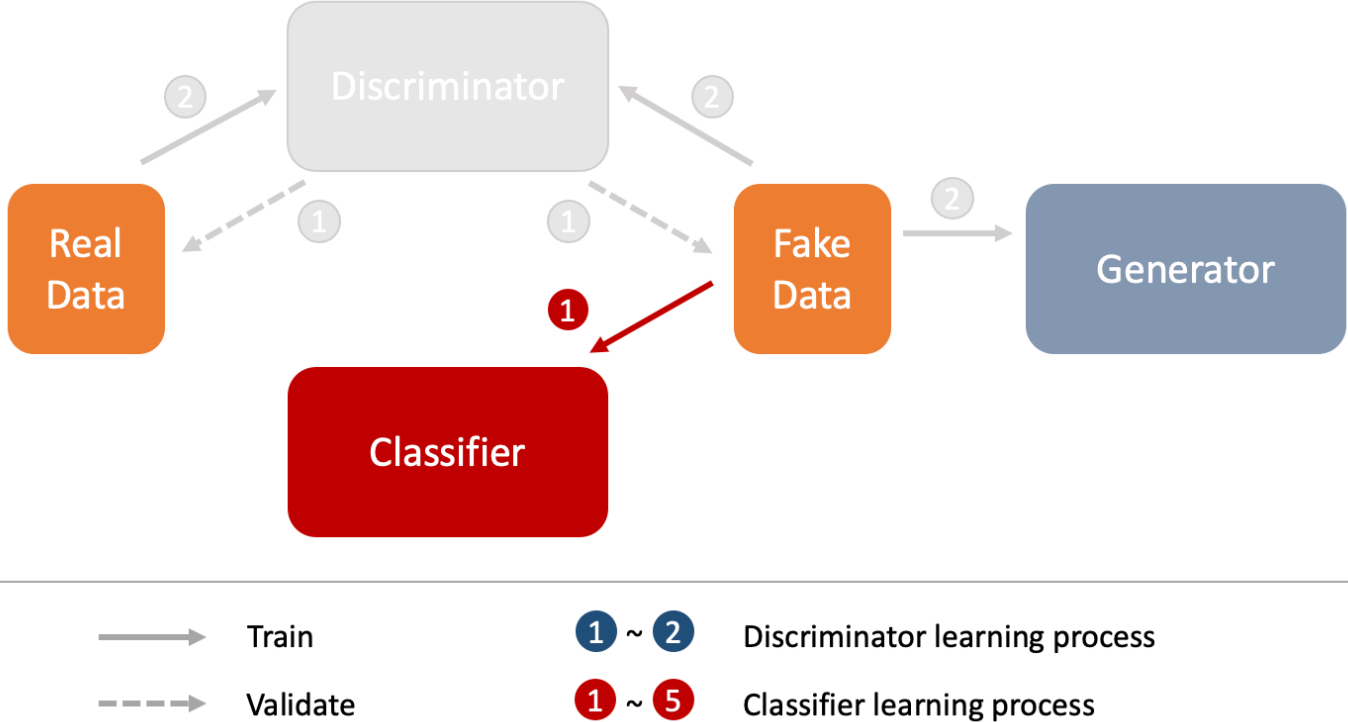 Discriminator
2
2
1
1
2
Real
Data
Fake
Data
Generator
1
Classifier
Train
1 ~ 2 Discriminator learning process
Validate
1 ~ 5 Classifier learning process